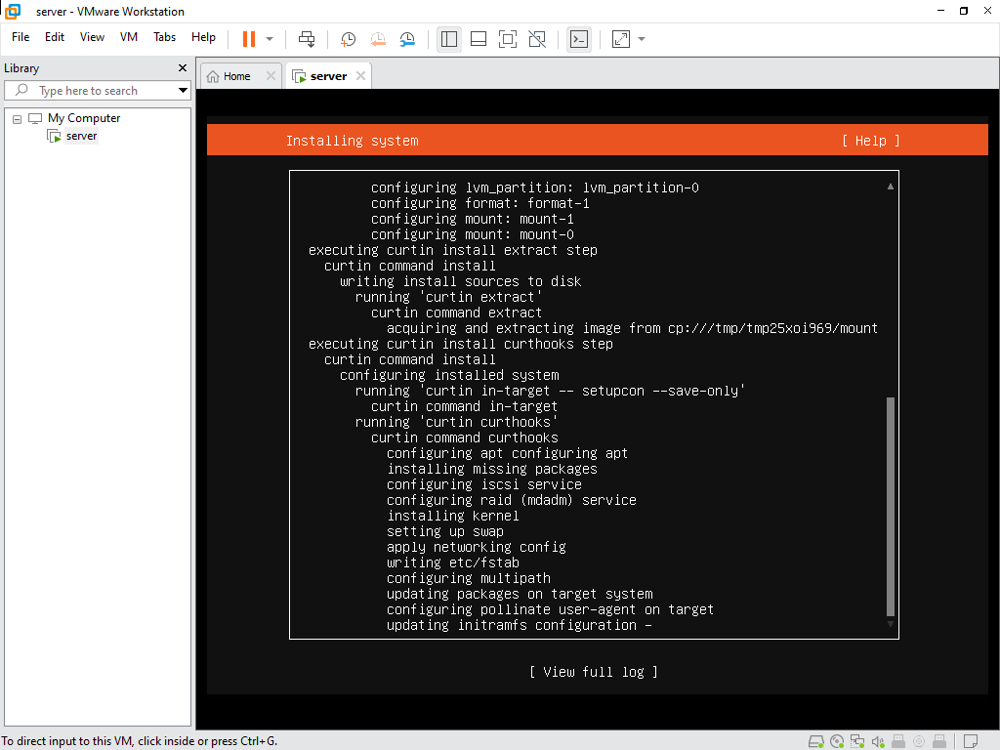 server - VMware Workstation
File Edit View VM Tabs Help
Library
Type here to search
My Computer
server
Home
server
Installing system [ Help ]
configuring lvm_partition: lvm_partition-0
configuring format: format-1
configuring mount: mount-1
configuring mount: mount-0
executing curtin install extract step
curtin command install
writing install sources to disk
running 'curtin extract'
curtin command extract
acquiring and extracting image from cp:///tmp/tmp25xoi969/mount
executing curtin install curthooks step
curtin command install
configuring installed system
running 'curtin in-target -- setupcon --save-only'
curtin command in-target
running 'curtin curthooks'
curtin command curthooks
configuring apt configuring apt
installing missing packages
configuring iscsi service
configuring raid (mdadm) service
installing kernel
setting up swap
apply networking config
writing etc/fstab
configuring multipath
updating packages on target system
configuring pollinate user-agent on target
updating initramfs configuration -
[ View full log ]
To direct input to this VM, click inside or press Ctrl+G.